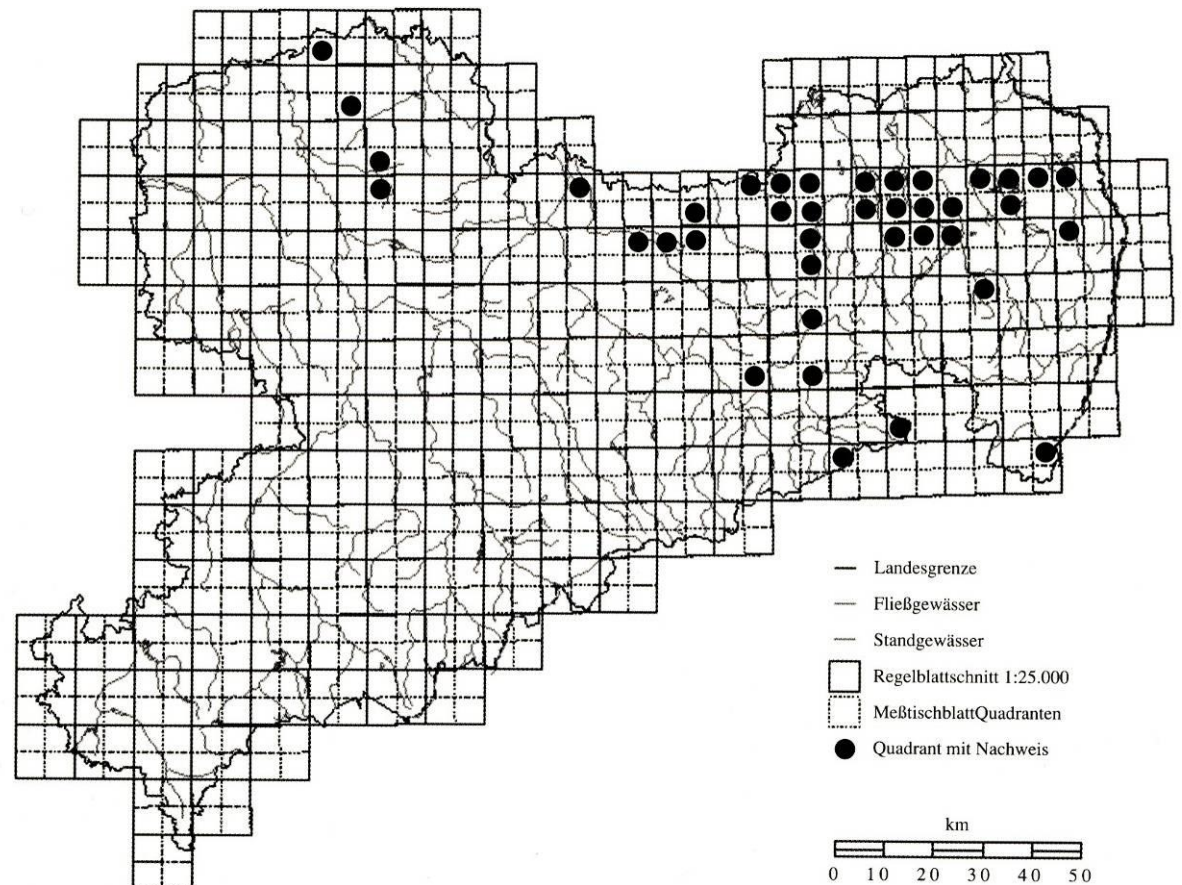 Landesgrenze
Fließgewässer
Standgewässer
Regelblattschnitt 1:25.000
MeßtischblattQuadranten
Quadrant mit Nachweis
km
0 10 20 30 40 50